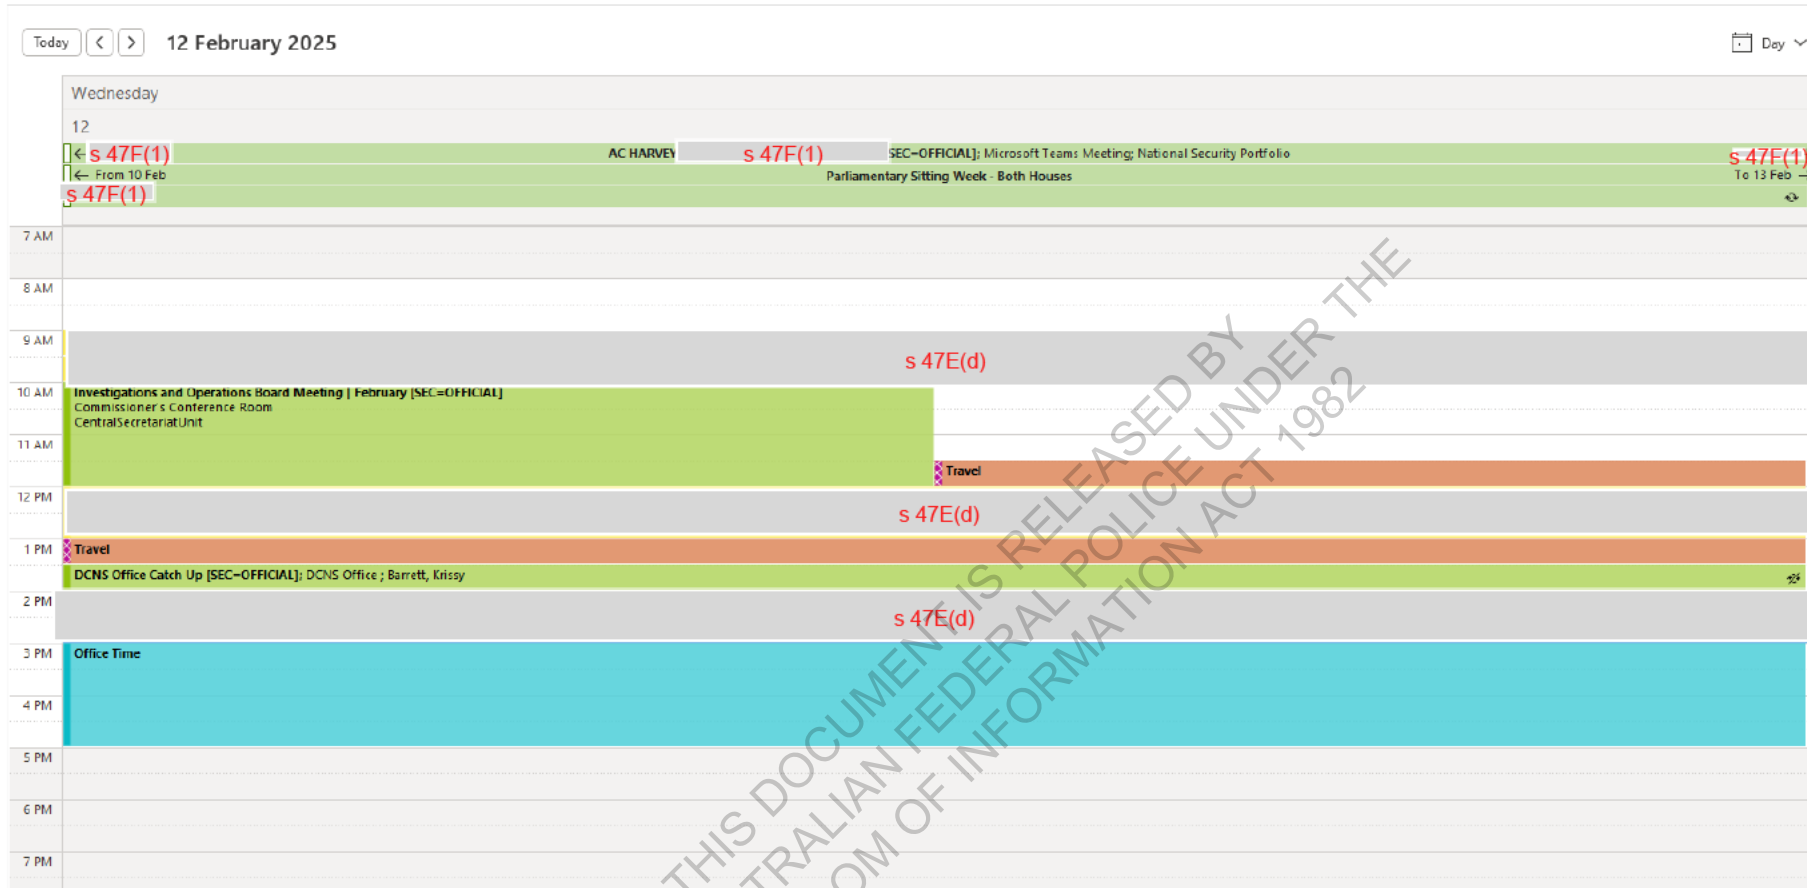 Today 12 February 2025 Day
Wednesday
12
s 47F(1) AC HARVEY s 47F(1) SEC=OFFICIAL]; Microsoft Teams Meeting; National Security Portfolio s 47F(1)
From 10 Feb Parliamentary Sitting Week - Both Houses To 13 Feb
s 47F(1)
7 AM
8 AM
9 AM
s 47E(d)
10 AM Investigations and Operations Board Meeting | February [SEC=OFFICIAL]
Commissioner's Conference Room
CentralSecretariatUnit
11 AM
Travel
12 PM
s 47E(d)
1 PM Travel
DCNS Office Catch Up [SEC=OFFICIAL]; DCNS Office ; Barrett, Krissy
2 PM
s 47E(d)
3 PM Office Time
4 PM
5 PM
6 PM
7 PM
THIS DOCUMENT IS RELEASED BY
TRALIAN FEDERAL POLICE UNDER THE
OM OF INFORMATION ACT 1982